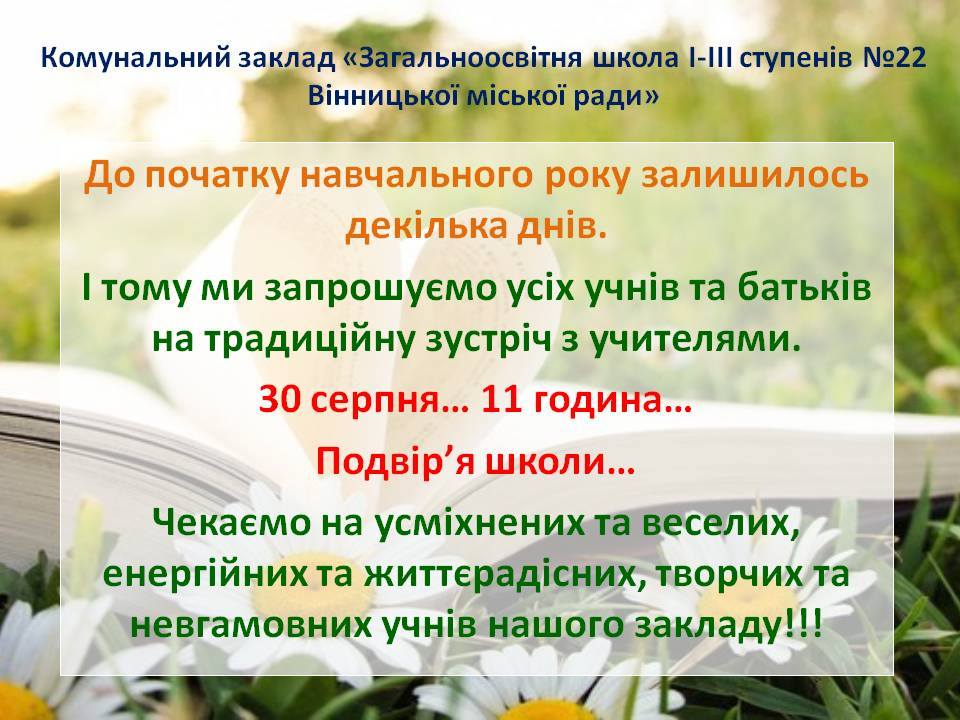 Комунальний заклад «Загальноосвітня школа І-ІІІ ступенів №22
Вінницької міської ради»
До початку навчального року залишилось
декілька днів.
І тому ми запрошуємо усіх учнів та батьків
на традиційну зустріч з учителями.
30 серпня… 11 година…
Подвір’я школи…
Чекаємо на усміхнених та веселих,
енергійних та життєрадісних, творчих та
невгамовних учнів нашого закладу!!!